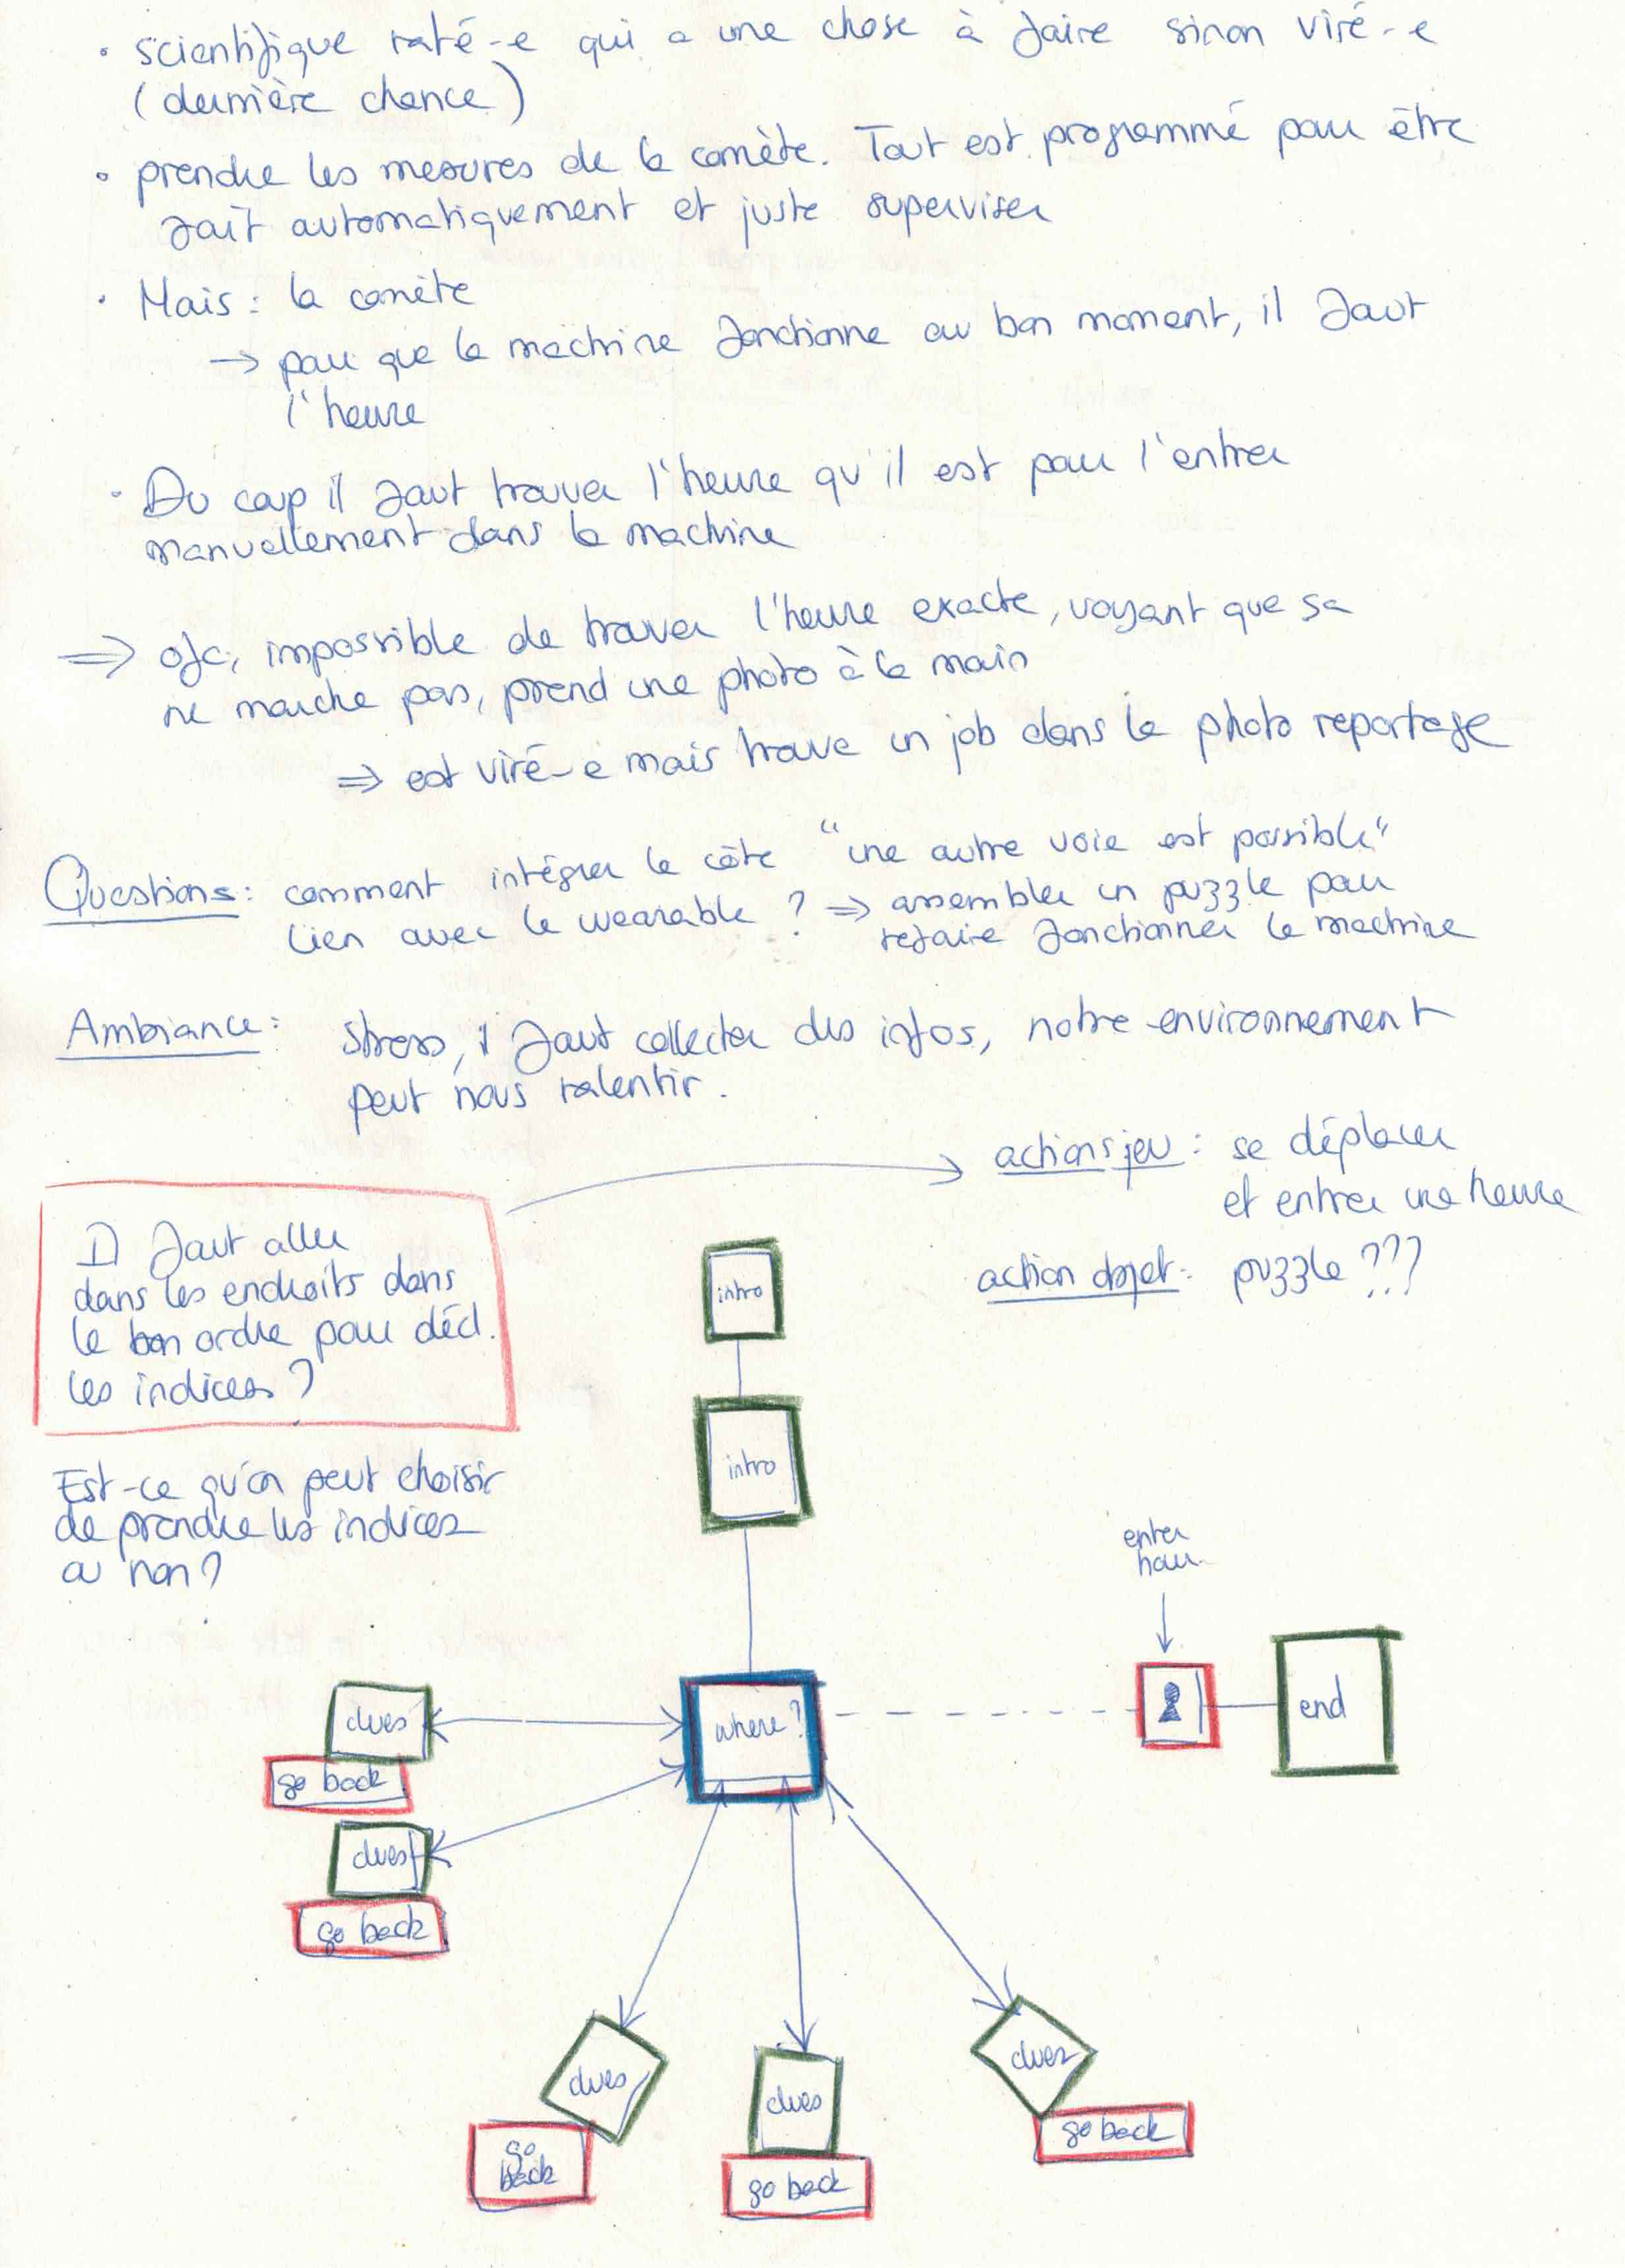 • scientifique raté-e qui a une chose à faire sinon viré-e
(dernière chance)
• prendre les mesures de la comète. Tout est programmé pour être
fait automatiquement et juste superviser
• Mais : la comète
→ pour que la machine fonctionne au bon moment, il faut
l'heure
• Du coup il faut trouver l'heure qu'il est pour l'entrer
manuellement dans la machine
⇒ ofc, impossible de trouver l'heure exacte, voyant que sa
ne marche pas, prend une photo à la main
⇒ est viré-e mais trouve un job dans le photo reportage
Questions : comment intégrer le côté "une autre voie est possible"
lien avec le wearable ? ⇒ assembler un puzzle pour
refaire fonctionner la machine
Ambiance : Stress, il faut collecter des infos, notre environnement
peut nous ralentir.
actions jeu : se déplacer
et entrer une heure
action objet : puzzle ???
Il faut aller
dans les endroits dans
le bon ordre pour décl.
les indices ?
Est-ce qu'on peut choisir
de prendre les indices
ou non ?
intro
intro
enter
hour
where ?
end
clues
go back
clues
go back
clues
go
back
clues
go back
clues
go back